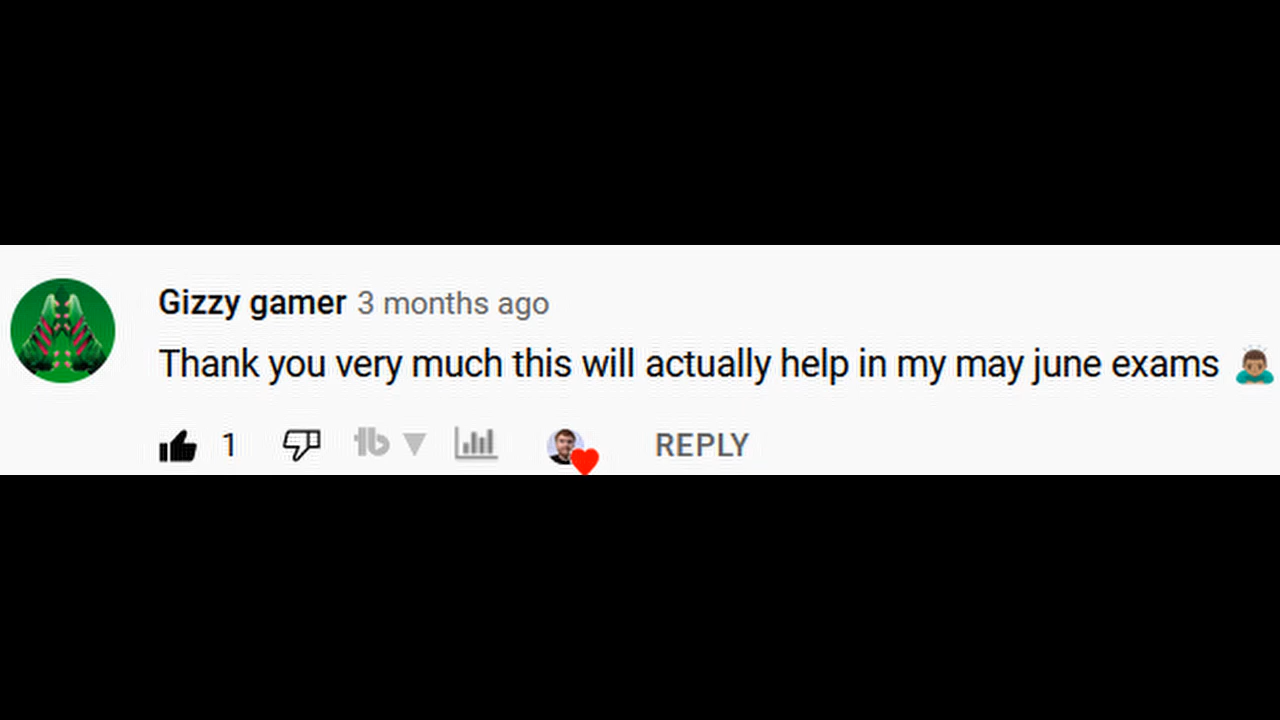 Gizzy gamer 3 months ago
Thank you very much this will actually help in my may june exams 🙇🏽‍♂️
1 tb REPLY